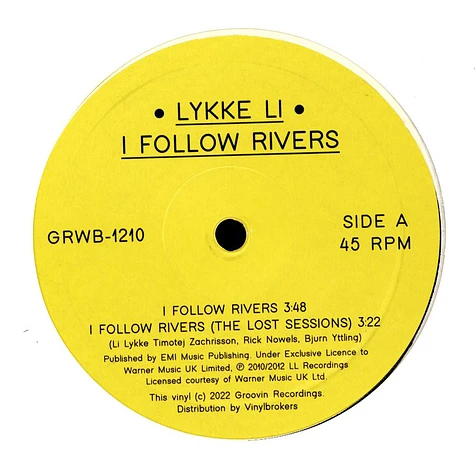 • LYKKE LI •
I FOLLOW RIVERS
GRWB-1210
SIDE A
45 RPM
I FOLLOW RIVERS 3:48
I FOLLOW RIVERS (THE LOST SESSIONS) 3:22
(Li Lykke Timotej Zachrisson, Rick Nowels, Bjurn Yttling)
Published by EMI Music Publishing. Under Exclusive Licence to
Warner Music UK Limited, ℗ 2010/2012 LL Recordings
Licensed courtesy of Warner Music UK Ltd.
This vinyl (c) 2022 Groovin Recordings.
Distribution by Vinylbrokers